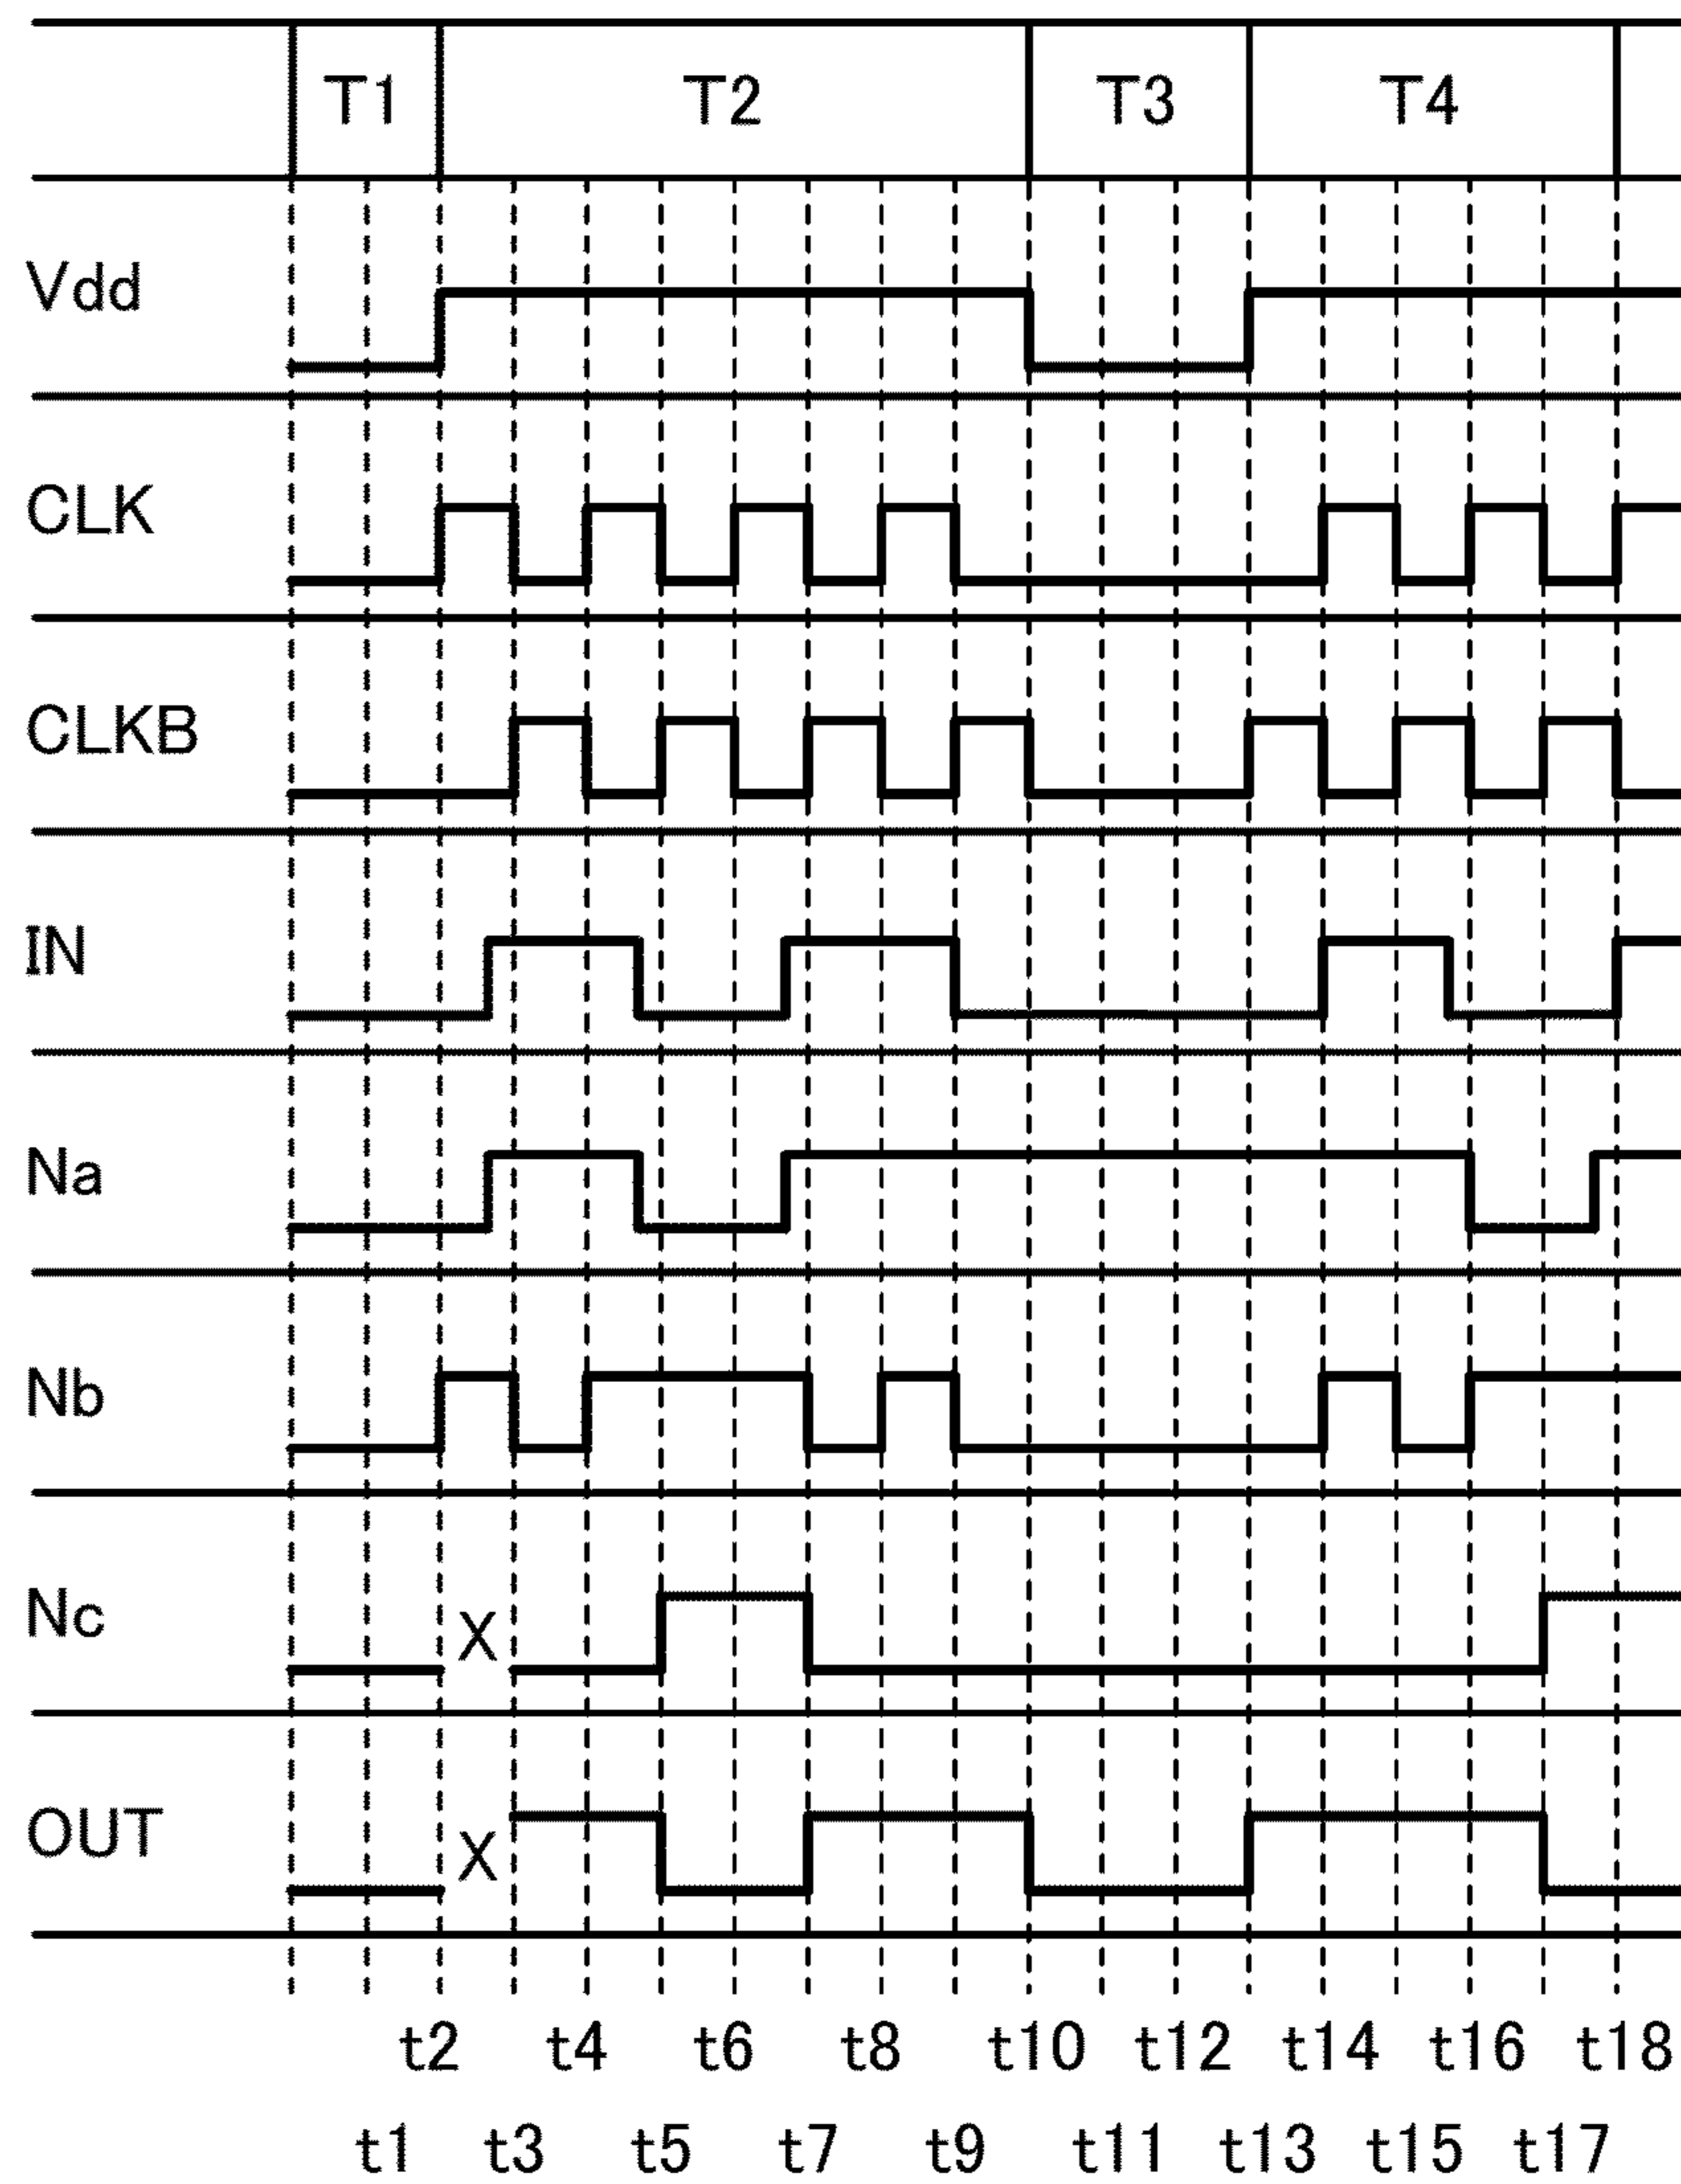 T1 T2 T3 T4
Vdd
CLK
CLKB
IN
Na
Nb
Nc X
OUT X
t2 t4 t6 t8 t10 t12 t14 t16 t18
t1 t3 t5 t7 t9 t11 t13 t15 t17